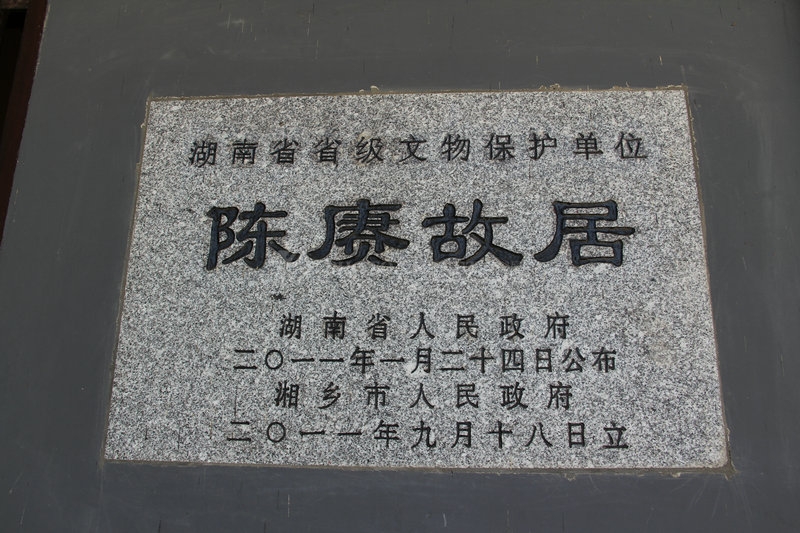 湖南省省级文物保护单位
陈赓故居
湖南省人民政府
二〇一一年一月二十四日公布
湘乡市人民政府
二〇一一年九月十八日立